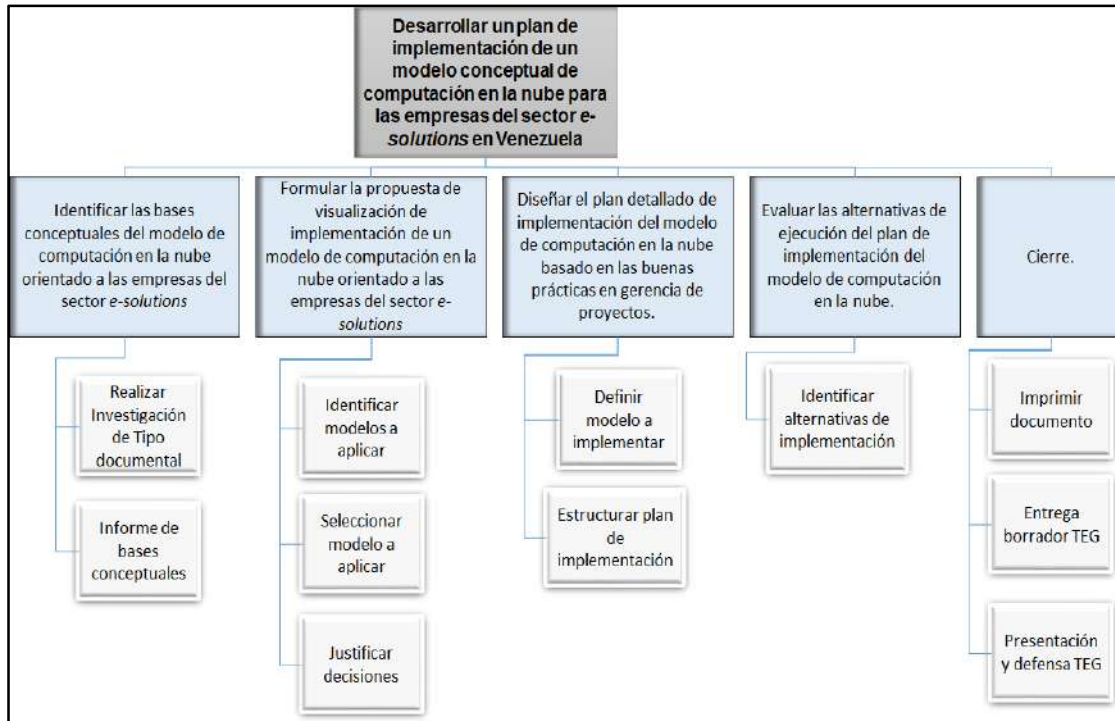 Desarrollar un plan de
implementación de un
modelo conceptual de
computación en la nube para
las empresas del sector e-
solutions en Venezuela
Identificar las bases
conceptuales del modelo de
computación en la nube
orientado a las empresas del
sector e-solutions
Formular la propuesta de
visualización de
implementación de un
modelo de computación en la
nube orientado a las
empresas del sector e-
solutions
Diseñar el plan detallado de
implementación del modelo
de computación en la nube
basado en las buenas
prácticas en gerencia de
proyectos.
Evaluar las alternativas de
ejecución del plan de
implementación del
modelo de computación
en la nube.
Cierre.
Realizar
Investigación
de Tipo
documental
Informe de
bases
conceptuales
Identificar
modelos a
aplicar
Seleccionar
modelo a
aplicar
Justificar
decisiones
Definir
modelo a
implementar
Estructurar plan
de
implementación
Identificar
alternativas de
implementación
Imprimir
documento
Entrega
borrador TEG
Presentación
y defensa TEG